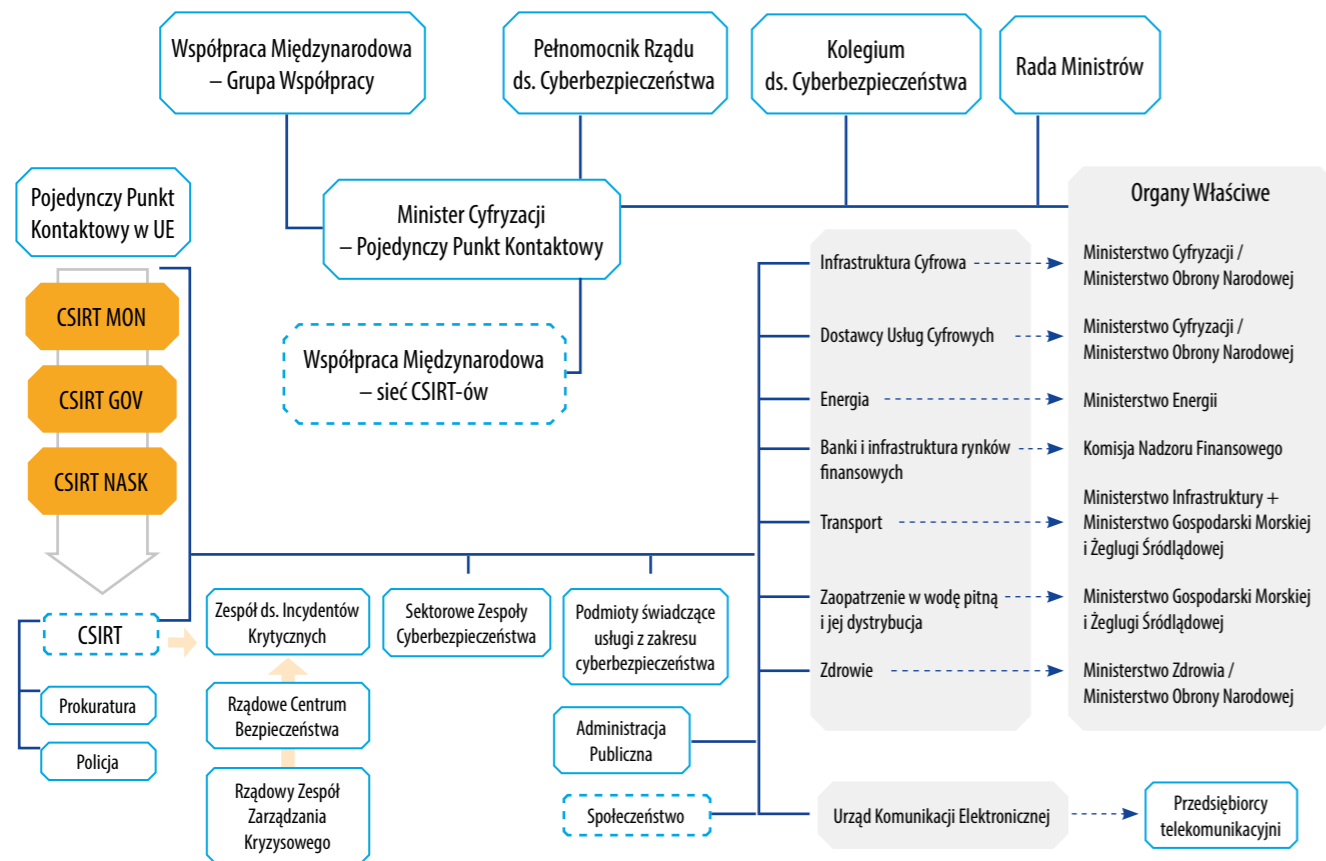 Współpraca Międzynarodowa
– Grupa Współpracy
Pełnomocnik Rządu
ds. Cyberbezpieczeństwa
Kolegium
ds. Cyberbezpieczeństwa
Rada Ministrów
Pojedynczy Punkt
Kontaktowy w UE
Minister Cyfryzacji
– Pojedynczy Punkt Kontaktowy
Współpraca Międzynarodowa
– sieć CSIRT-ów
CSIRT MON
CSIRT GOV
CSIRT NASK
CSIRT
Prokuratura
Policja
Zespół ds. Incydentów
Krytycznych
Rządowe Centrum
Bezpieczeństwa
Rządowy Zespół
Zarządzania
Kryzysowego
Sektorowe Zespoły
Cyberbezpieczeństwa
Podmioty świadczące
usługi z zakresu
cyberbezpieczeństwa
Administracja
Publiczna
Społeczeństwo
Organy Właściwe
Infrastruktura Cyfrowa
Ministerstwo Cyfryzacji /
Ministerstwo Obrony Narodowej
Dostawcy Usług Cyfrowych
Ministerstwo Cyfryzacji /
Ministerstwo Obrony Narodowej
Energia
Ministerstwo Energii
Banki i infrastruktura rynków
finansowych
Komisja Nadzoru Finansowego
Transport
Ministerstwo Infrastruktury +
Ministerstwo Gospodarski Morskiej
i Żeglugi Śródlądowej
Zaopatrzenie w wodę pitną
i jej dystrybucja
Ministerstwo Gospodarski Morskiej
i Żeglugi Śródlądowej
Zdrowie
Ministerstwo Zdrowia /
Ministerstwo Obrony Narodowej
Urząd Komunikacji Elektronicznej
Przedsiębiorcy
telekomunikacyjni